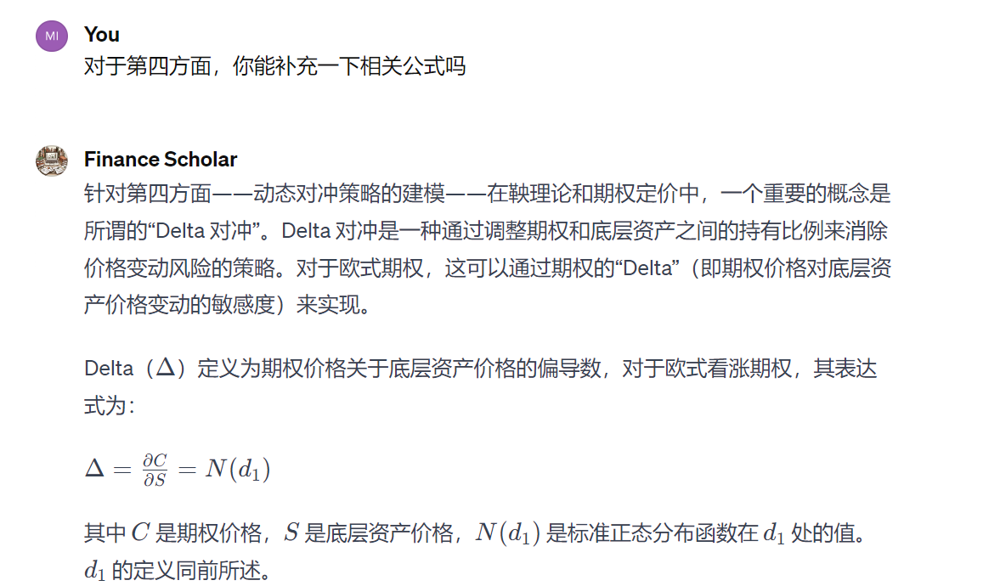 MI
You
对于第四方面，你能补充一下相关公式吗
Finance Scholar
针对第四方面——动态对冲策略的建模——在鞅理论和期权定价中，一个重要的概念是
所谓的“Delta 对冲”。Delta 对冲是一种通过调整期权和底层资产之间的持有比例来消除
价格变动风险的策略。对于欧式期权，这可以通过期权的“Delta”（即期权价格对底层资
产价格变动的敏感度）来实现。
Delta（Δ）定义为期权价格关于底层资产价格的偏导数，对于欧式看涨期权，其表达
式为：
Δ = ∂C/∂S = N(d₁)
其中 C 是期权价格，S 是底层资产价格，N(d₁) 是标准正态分布函数在 d₁ 处的值。
d₁ 的定义同前所述。